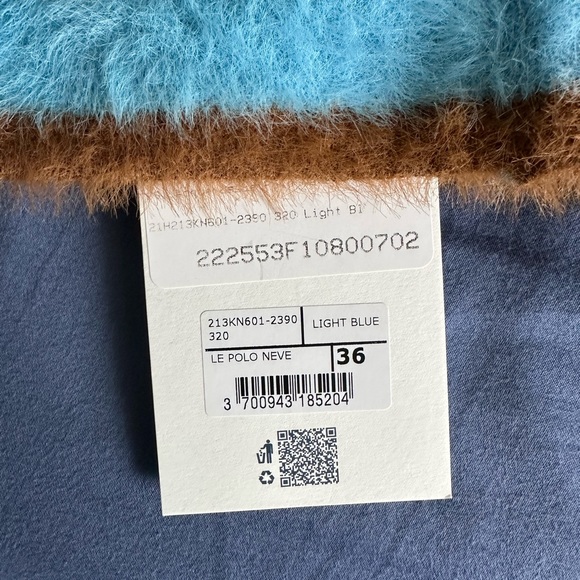 21H213KN601-2390 320 Light Bl
222553F10800702
213KN601-2390 LIGHT BLUE
320
LE POLO NEVE 36
3 700943 185204